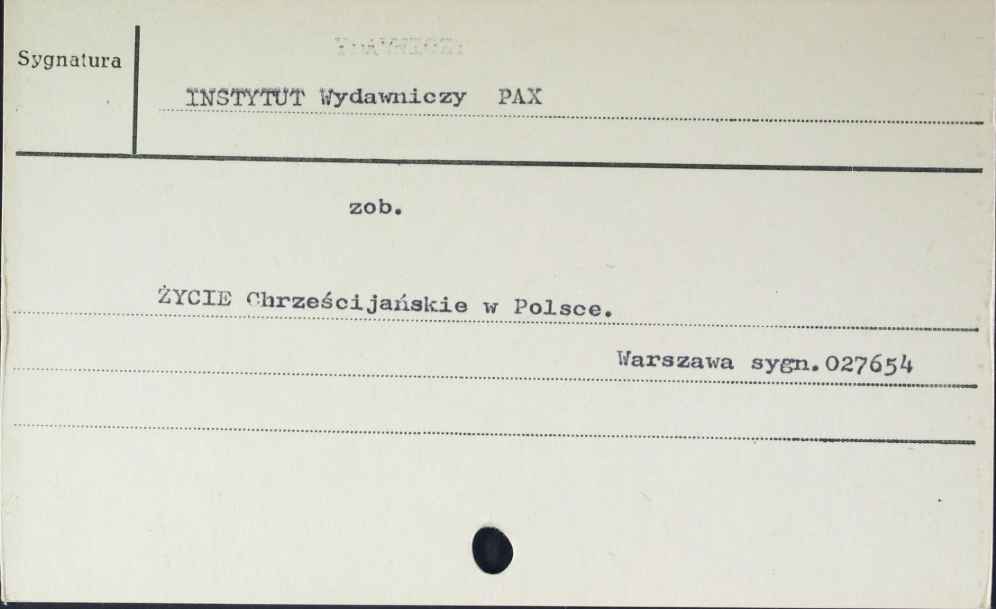 Sygnatura
INSTYTUT Wydawniczy PAX
zob.
ŻYCIE Chrześcijańskie w Polsce.
Warszawa sygn.027654